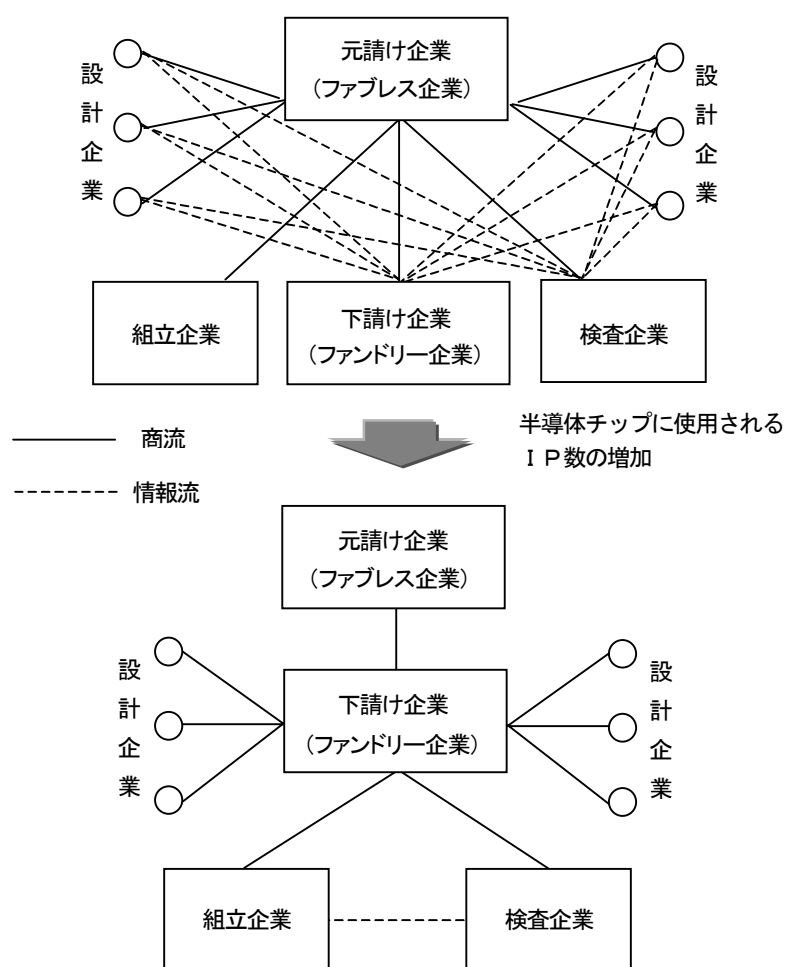 元請け企業
(ファブレス企業)
設計企業
設計企業
組立企業
下請け企業
(ファンドリー企業)
検査企業
商流
情報流
半導体チップに使用される
ＩＰ数の増加
元請け企業
(ファブレス企業)
設計企業
下請け企業
(ファンドリー企業)
設計企業
組立企業
検査企業